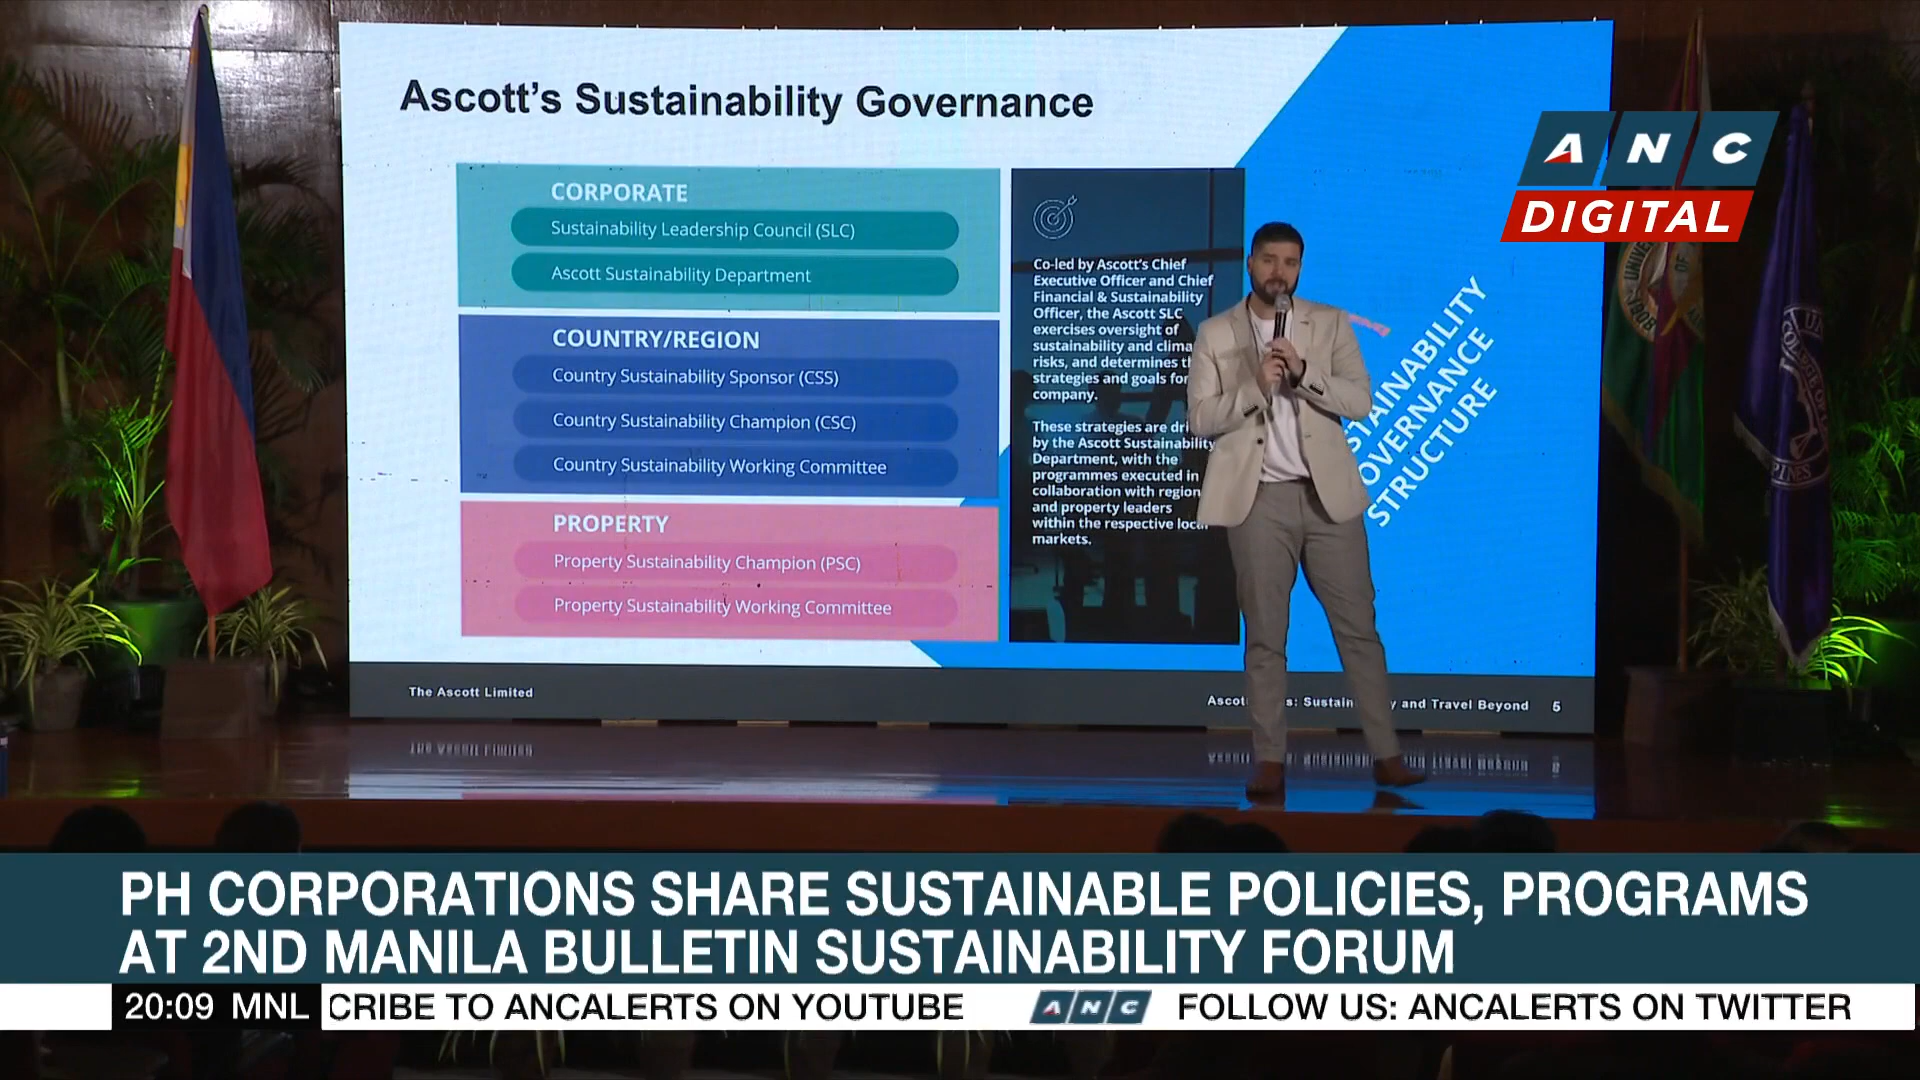 Ascott's Sustainability Governance
ANC
DIGITAL
CORPORATE
Sustainability Leadership Council (SLC)
Ascott Sustainability Department
COUNTRY/REGION
Country Sustainability Sponsor (CSS)
Country Sustainability Champion (CSC)
Country Sustainability Working Committee
PROPERTY
Property Sustainability Champion (PSC)
Property Sustainability Working Committee
Co-led by Ascott's Chief
Executive Officer and Chief
Financial & Sustainability
Officer, the Ascott SLC
exercises oversight of
sustainability and
risks, and determines
strategies and goals for
company.
These strategies are
by the Ascott Sustainability
Department, with the
programmes executed in
collaboration with
and property leaders
within the respective
markets.
GOVERNANCE
STRUCTURE
The Ascott Limited
and Travel Beyond 5
PH CORPORATIONS SHARE SUSTAINABLE POLICIES, PROGRAMS
AT 2ND MANILA BULLETIN SUSTAINABILITY FORUM
20:09 MNL CRIBE TO ANCALERTS ON YOUTUBE ANC FOLLOW US: ANCALERTS ON TWITTER